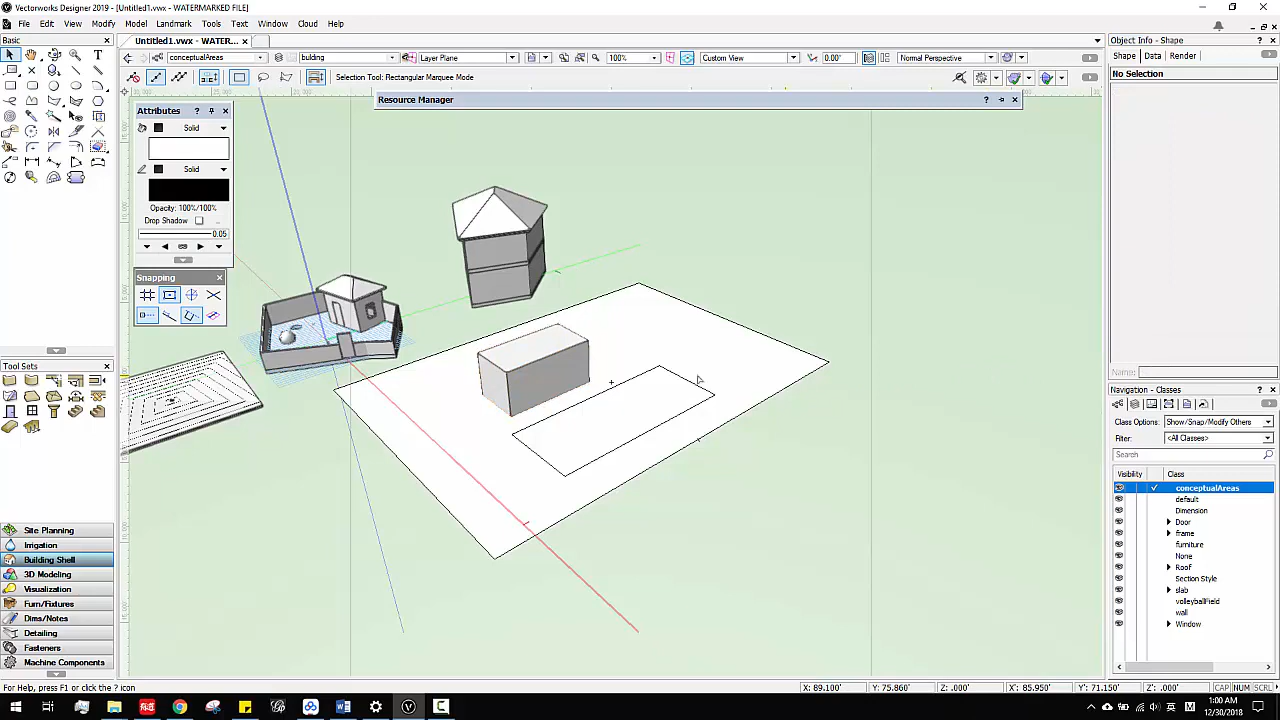 Vectorworks Designer 2019 - [Untitled1.vwx - WATERMARKED FILE]
File Edit View Modify Model Landmark Tools Text Window Cloud Help
Basic
Untitled1.vwx - WATER...
conceptualAreas
building
Layer Plane
100%
Custom View
0.00°
Normal Perspective
Selection Tool: Rectangular Marquee Mode
Resource Manager
Attributes
Solid
Solid
Opacity: 100%/100%
Drop Shadow
0.05
Snapping
Tool Sets
Site Planning
Irrigation
Building Shell
3D Modeling
Visualization
Furn/Fixtures
Dims/Notes
Detailing
Fasteners
Machine Components
Object Info - Shape
Shape Data Render
No Selection
Name:
Navigation - Classes
Class Options: Show/Snap/Modify Others
Filter: <All Classes>
Search
Visibility Class
conceptualAreas
default
Dimension
Door
frame
furniture
None
Roof
Section Style
slab
volleyballField
wall
Window
For Help, press F1 or click the ? icon
X: 89.100' Y: 75.860' Z: .000' X': 85.950' Y': 71.150' Z': .000' CAP NUM SCRL
1:00 AM
12/30/2018